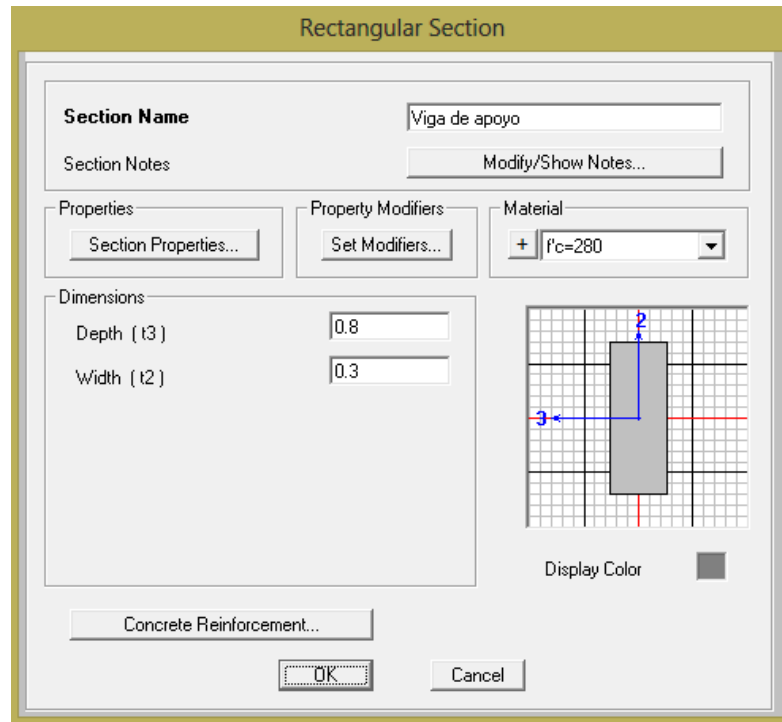 Rectangular Section
Section Name
Viga de apoyo
Section Notes
Modify/Show Notes...
Properties
Section Properties...
Property Modifiers
Set Modifiers...
Material
+
f'c=280
Dimensions
Depth ( t3 )
0.8
Width ( t2 )
0.3
2
3
Display Color
Concrete Reinforcement...
OK
Cancel